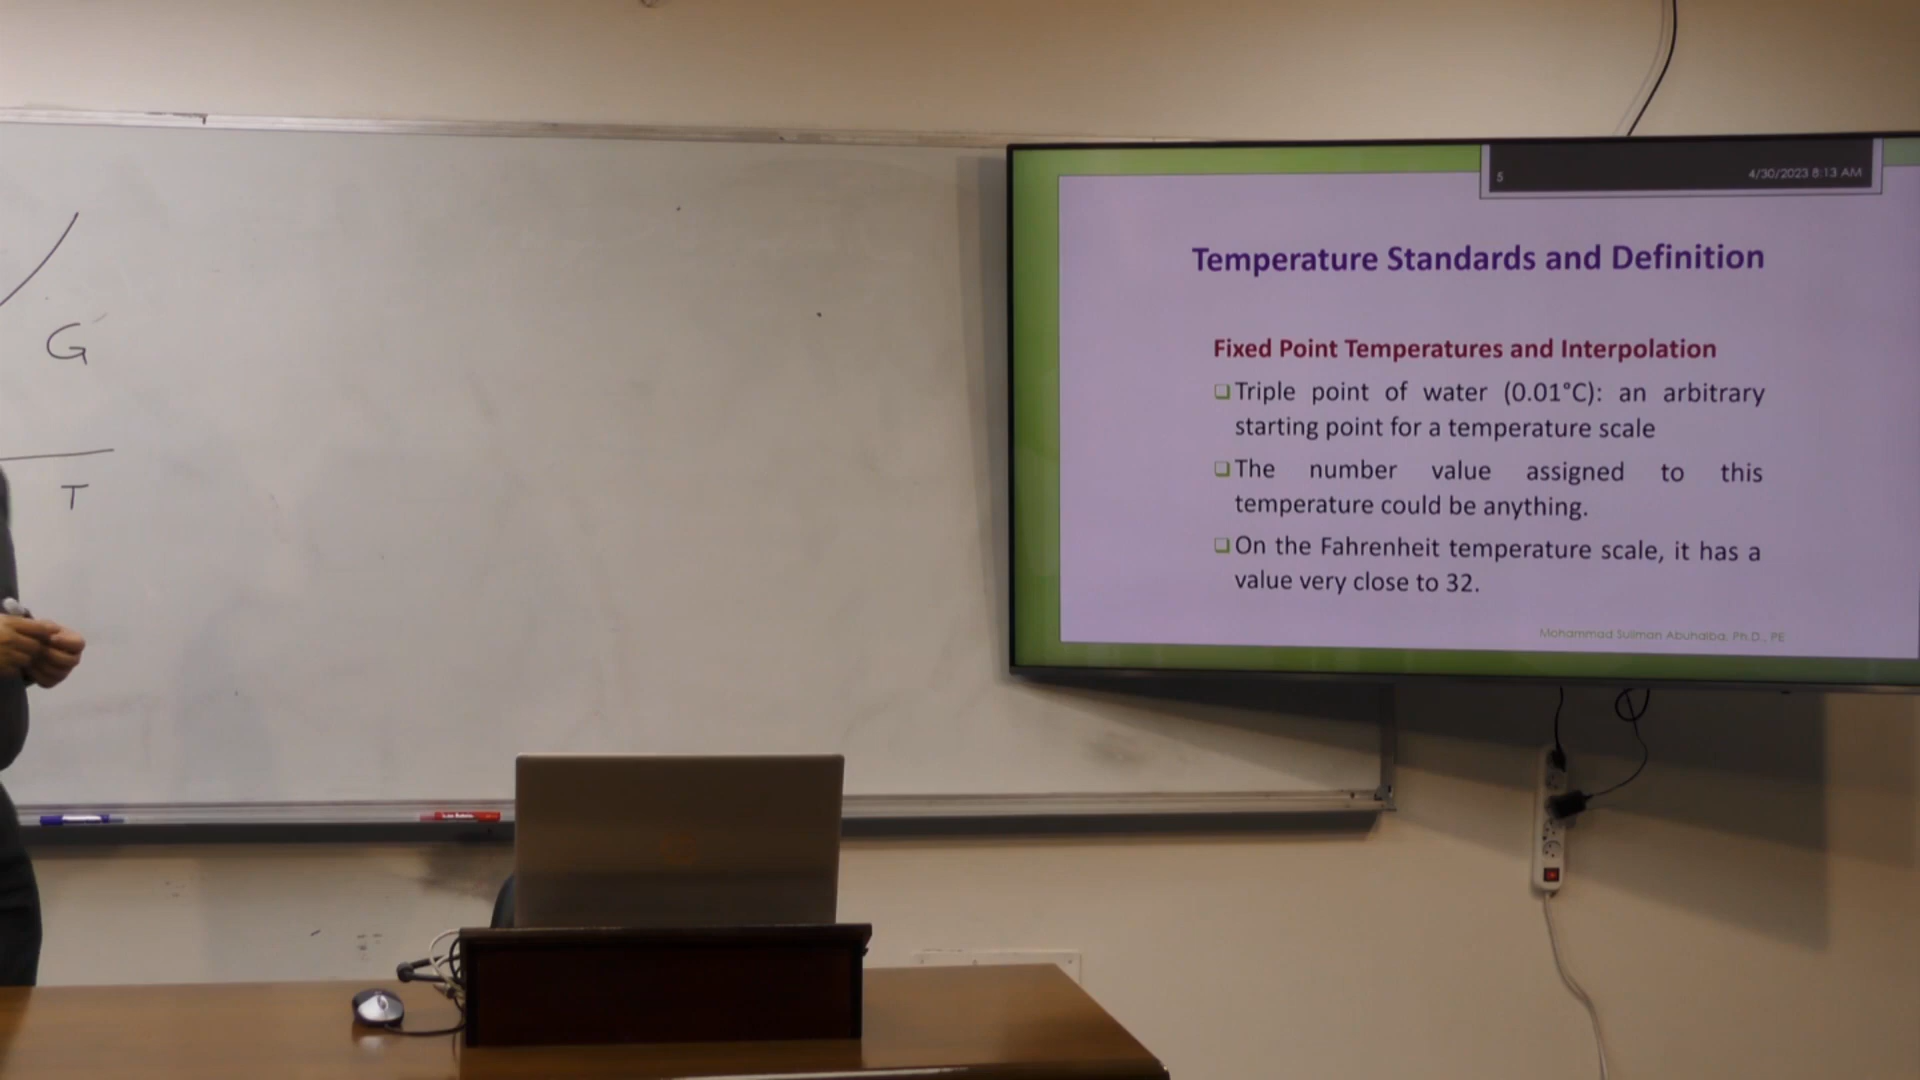 G
T
5
4/30/2023 8:13 AM
Temperature Standards and Definition
Fixed Point Temperatures and Interpolation
Triple point of water (0.01°C): an arbitrary
starting point for a temperature scale
The number value assigned to this
temperature could be anything.
On the Fahrenheit temperature scale, it has a
value very close to 32.
Mohammad Suliman Abuhaiba, Ph.D., PE